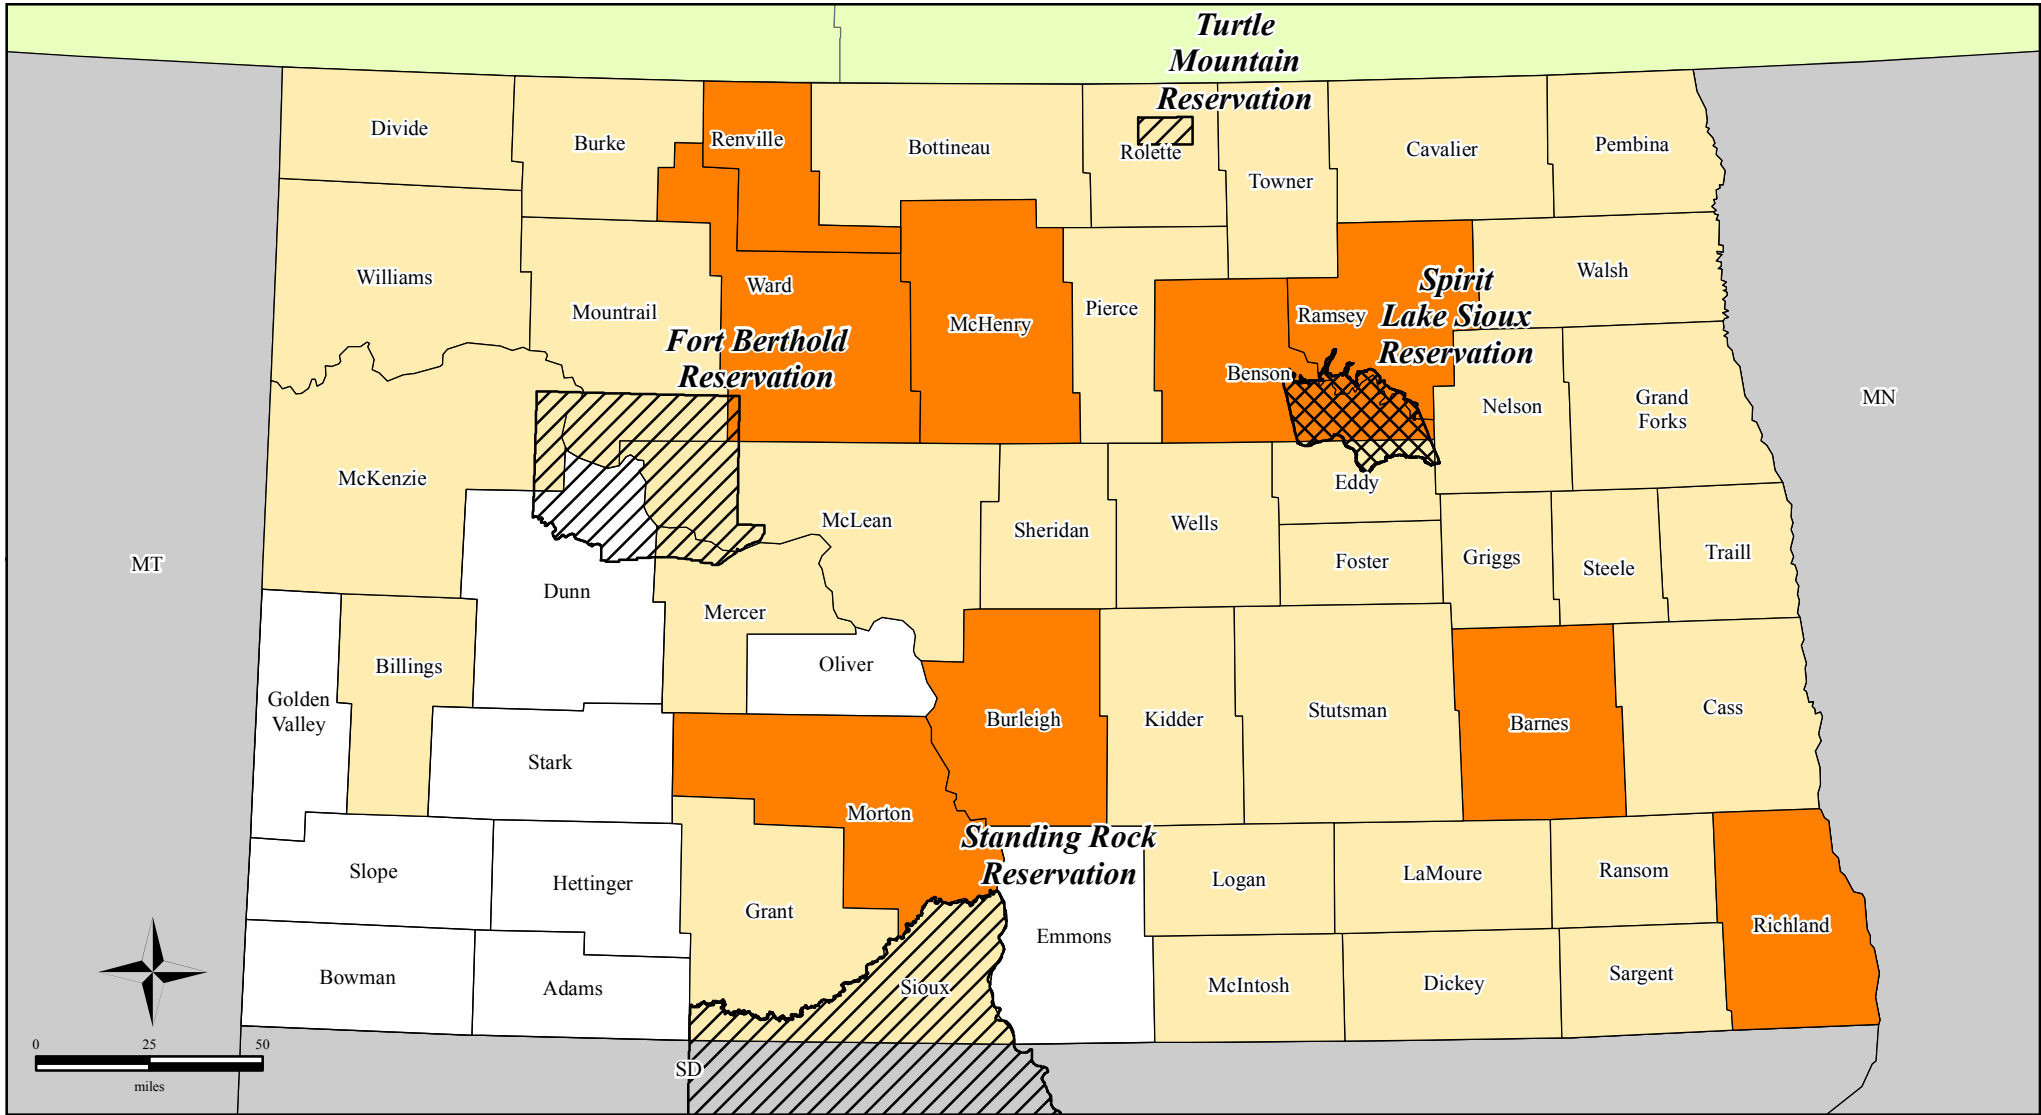 Turtle
Mountain
Reservation
Divide
Burke
Renville
Bottineau
Rolette
Towner
Cavalier
Pembina
Williams
Mountrail
Ward
McHenry
Pierce
Benson
Ramsey
Spirit
Lake Sioux
Reservation
Walsh
Fort Berthold
Reservation
Nelson
Grand
Forks
MN
McKenzie
McLean
Sheridan
Wells
Eddy
Foster
Griggs
Steele
Traill
MT
Dunn
Mercer
Oliver
Golden
Valley
Billings
Stark
Burleigh
Kidder
Stutsman
Barnes
Cass
Morton
Standing Rock
Reservation
Slope
Hettinger
Grant
Emmons
Logan
LaMoure
Ransom
Richland
Bowman
Adams
Sioux
McIntosh
Dickey
Sargent
SD
0 25 50
miles